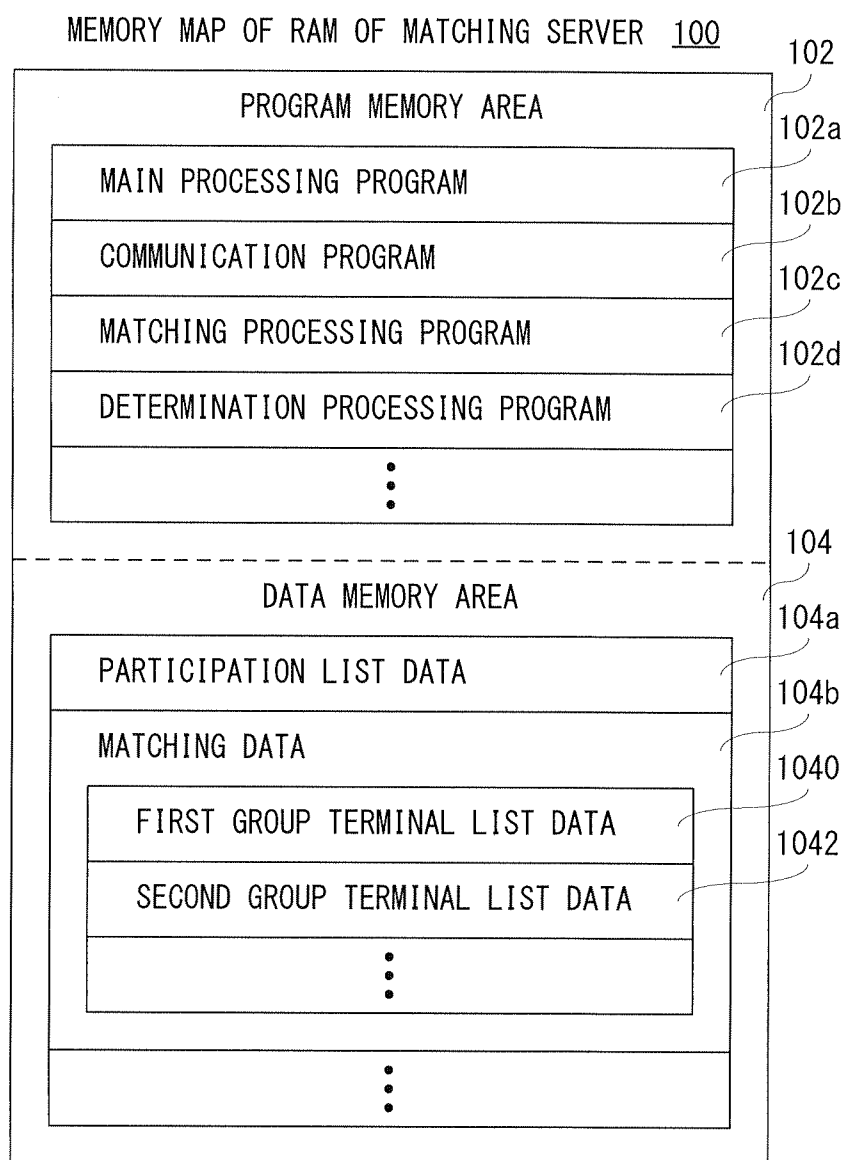 MEMORY MAP OF RAM OF MATCHING SERVER 100
102
PROGRAM MEMORY AREA
102a
MAIN PROCESSING PROGRAM
102b
COMMUNICATION PROGRAM
102c
MATCHING PROCESSING PROGRAM
102d
DETERMINATION PROCESSING PROGRAM
104
DATA MEMORY AREA
104a
PARTICIPATION LIST DATA
104b
MATCHING DATA
1040
FIRST GROUP TERMINAL LIST DATA
1042
SECOND GROUP TERMINAL LIST DATA